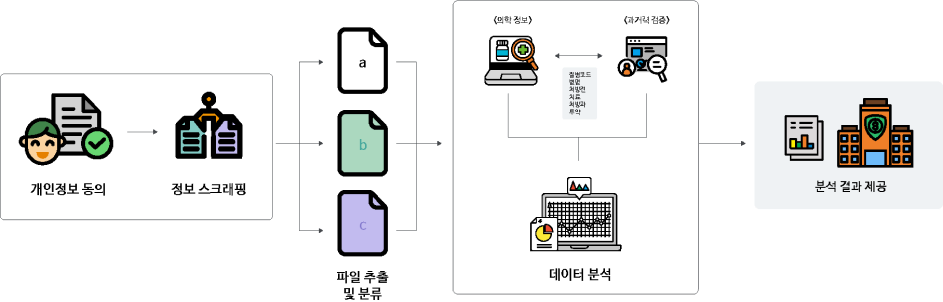 개인정보 동의
정보 스크래핑
a
b
c
파일 추출
및 분류
<의학 정보>
<과거력 검증>
질병코드
병명
처방전
치료
처방과
투약
데이터 분석
분석 결과 제공